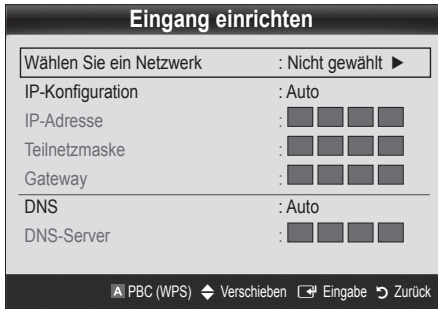 Eingang einrichten
Wählen Sie ein Netzwerk : Nicht gewählt ►
IP-Konfiguration : Auto
IP-Adresse :
Teilnetzmaske :
Gateway :
DNS : Auto
DNS-Server :
A PBC (WPS) Verschieben Eingabe Zurück